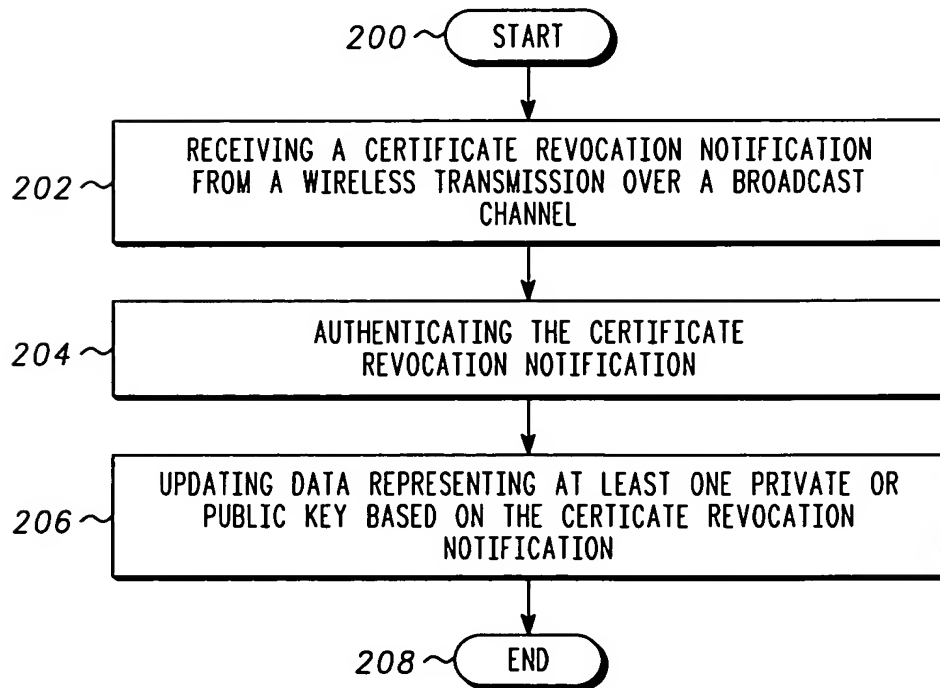 200 START
202 RECEIVING A CERTIFICATE REVOCATION NOTIFICATION
FROM A WIRELESS TRANSMISSION OVER A BROADCAST
CHANNEL
204 AUTHENTICATING THE CERTIFICATE
REVOCATION NOTIFICATION
206 UPDATING DATA REPRESENTING AT LEAST ONE PRIVATE OR
PUBLIC KEY BASED ON THE CERTICATE REVOCATION
NOTIFICATION
208 END